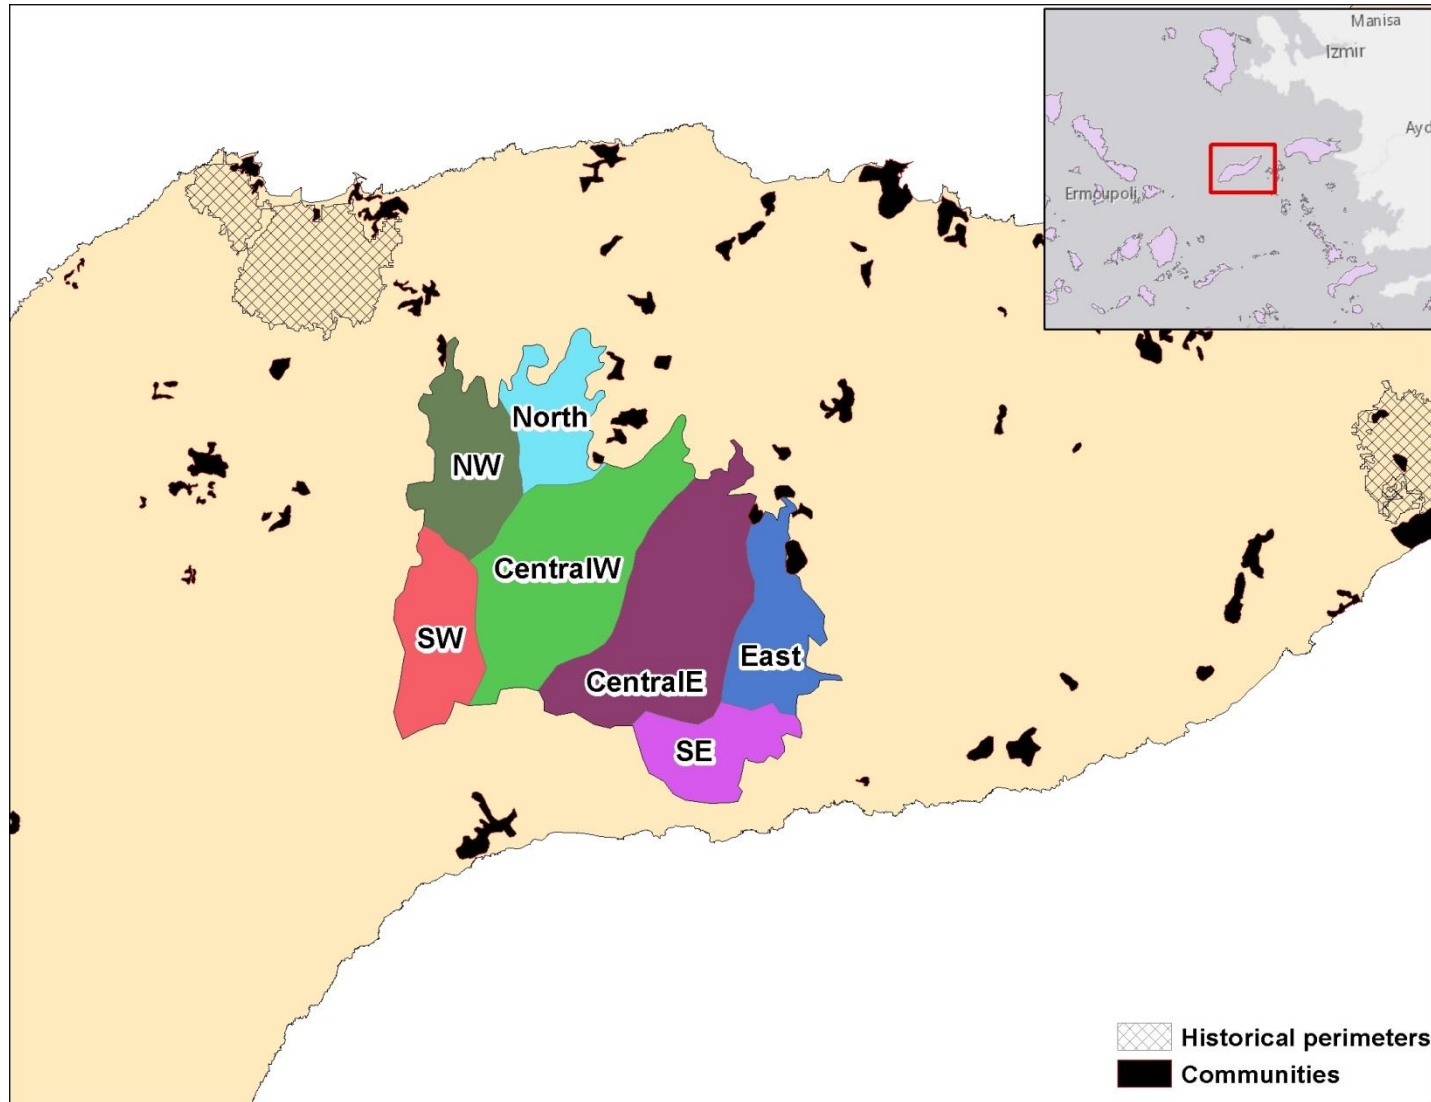 Manisa
Izmir
Ayd
Ermoupoli
North
NW
CentralW
SW
East
CentralE
SE
Historical perimeters
Communities